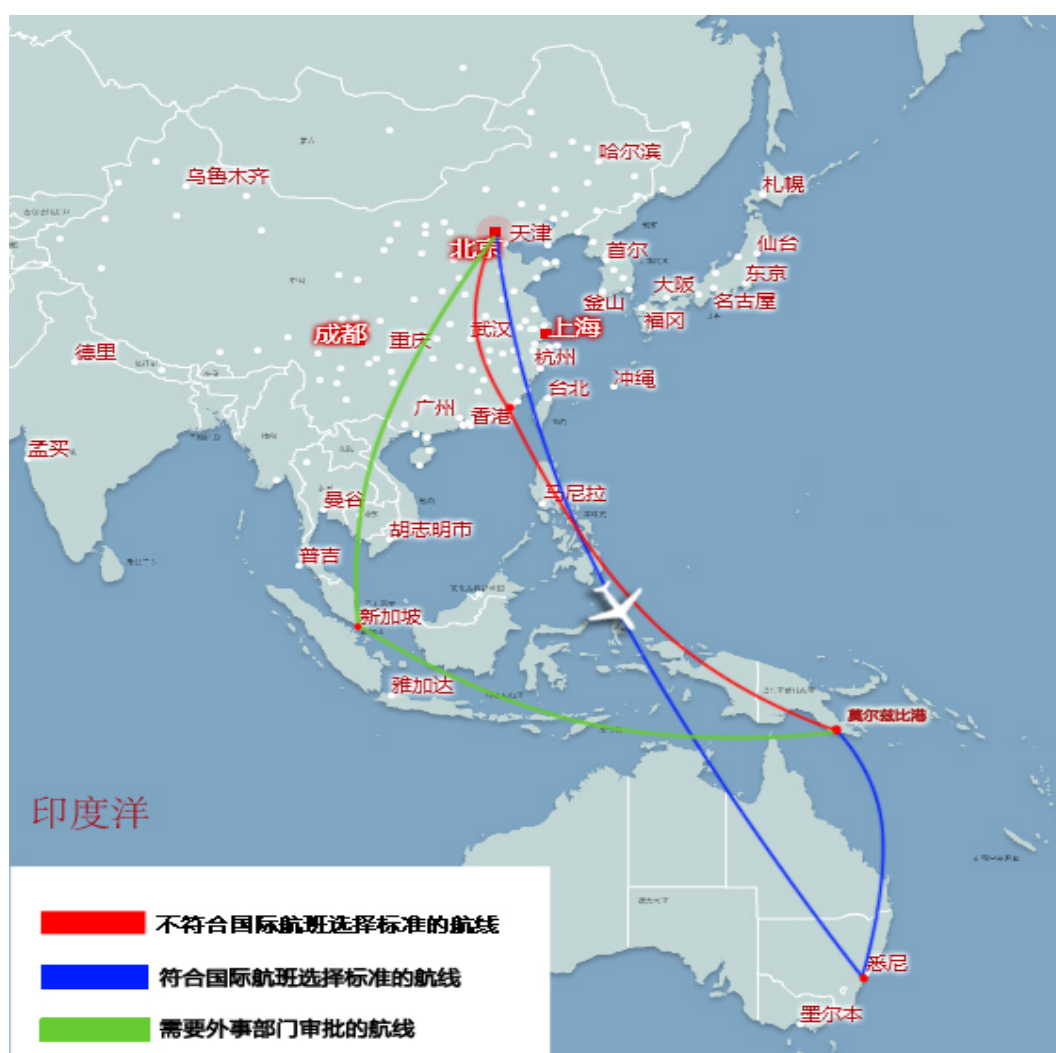 哈尔滨
乌鲁木齐
札幌
天津
北京
首尔
仙台
东京
大阪
名古屋
釜山
福冈
成都
重庆
武汉
上海
德里
杭州
台北
冲绳
广州
香港
孟买
曼谷
马尼拉
胡志明市
普吉
新加坡
雅加达
莫尔兹比港
印度洋
悉尼
墨尔本
不符合国际航班选择标准的航线
符合国际航班选择标准的航线
需要外事部门审批的航线